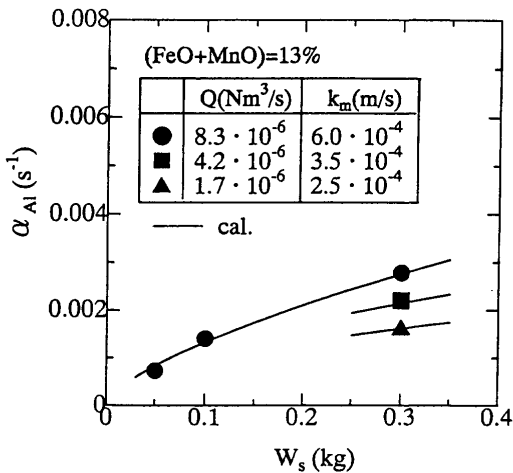 0.008
(FeO+MnO)=13%
Q(Nm³/s) kₘ(m/s)
0.006
● 8.3 · 10⁻⁶ 6.0 · 10⁻⁴
■ 4.2 · 10⁻⁶ 3.5 · 10⁻⁴
▲ 1.7 · 10⁻⁶ 2.5 · 10⁻⁴
α_Al (s⁻¹)
0.004
cal.
0.002
0
0 0.1 0.2 0.3 0.4
Wₛ (kg)